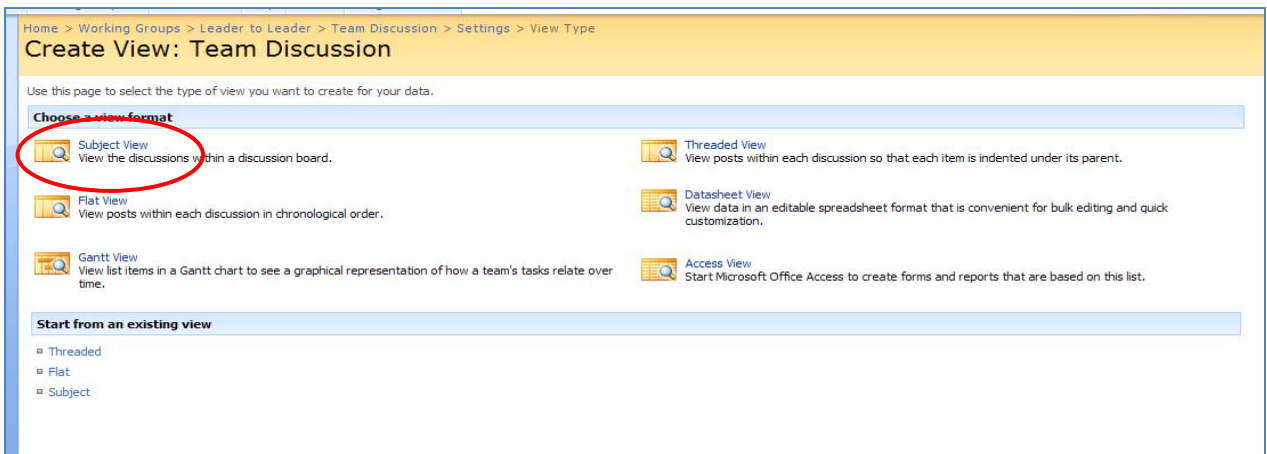 Home > Working Groups > Leader to Leader > Team Discussion > Settings > View Type
Create View: Team Discussion
Use this page to select the type of view you want to create for your data.
Choose a view format
Subject View
View the discussions within a discussion board.
Threaded View
View posts within each discussion so that each item is indented under its parent.
Flat View
View posts within each discussion in chronological order.
Datasheet View
View data in an editable spreadsheet format that is convenient for bulk editing and quick
customization.
Gantt View
View list items in a Gantt chart to see a graphical representation of how a team's tasks relate over
time.
Access View
Start Microsoft Office Access to create forms and reports that are based on this list.
Start from an existing view
Threaded
Flat
Subject